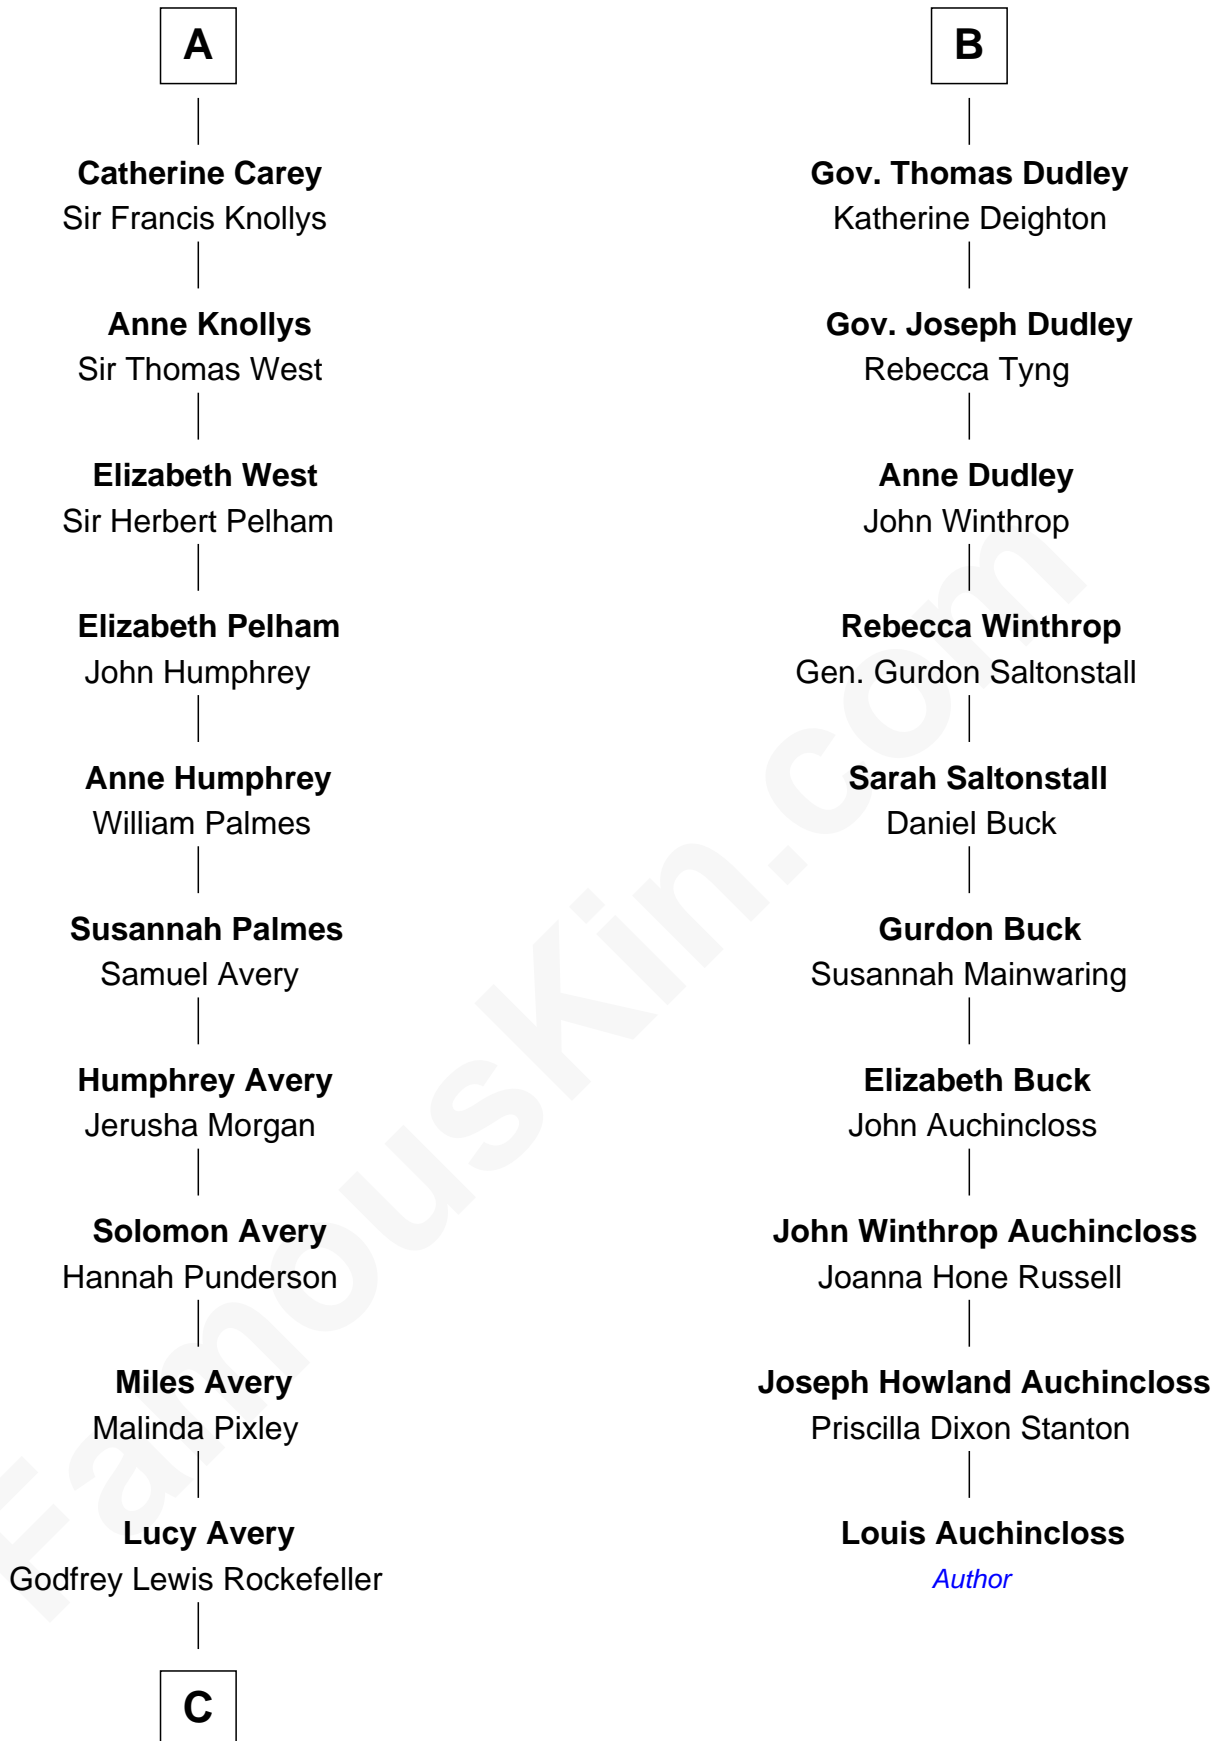 A
Catherine Carey
Sir Francis Knollys
Anne Knollys
Sir Thomas West
Elizabeth West
Sir Herbert Pelham
Elizabeth Pelham
John Humphrey
Anne Humphrey
William Palmes
Susannah Palmes
Samuel Avery
Humphrey Avery
Jerusha Morgan
Solomon Avery
Hannah Punderson
Miles Avery
Malinda Pixley
Lucy Avery
Godfrey Lewis Rockefeller
C
B
Gov. Thomas Dudley
Katherine Deighton
Gov. Joseph Dudley
Rebecca Tyng
Anne Dudley
John Winthrop
Rebecca Winthrop
Gen. Gurdon Saltonstall
Sarah Saltonstall
Daniel Buck
Gurdon Buck
Susannah Mainwaring
Elizabeth Buck
John Auchincloss
John Winthrop Auchincloss
Joanna Hone Russell
Joseph Howland Auchincloss
Priscilla Dixon Stanton
Louis Auchincloss
Author
FamousKin.com